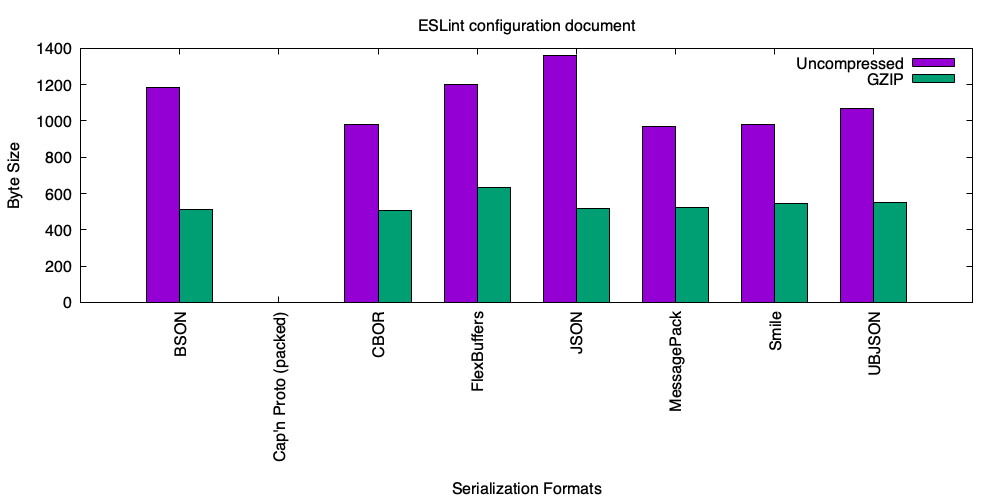 ESLint configuration document
Uncompressed
GZIP
1400
1200
1000
800
600
400
200
0
Byte Size
BSON
Cap'n Proto (packed)
CBOR
FlexBuffers
JSON
MessagePack
Smile
UBJSON
Serialization Formats